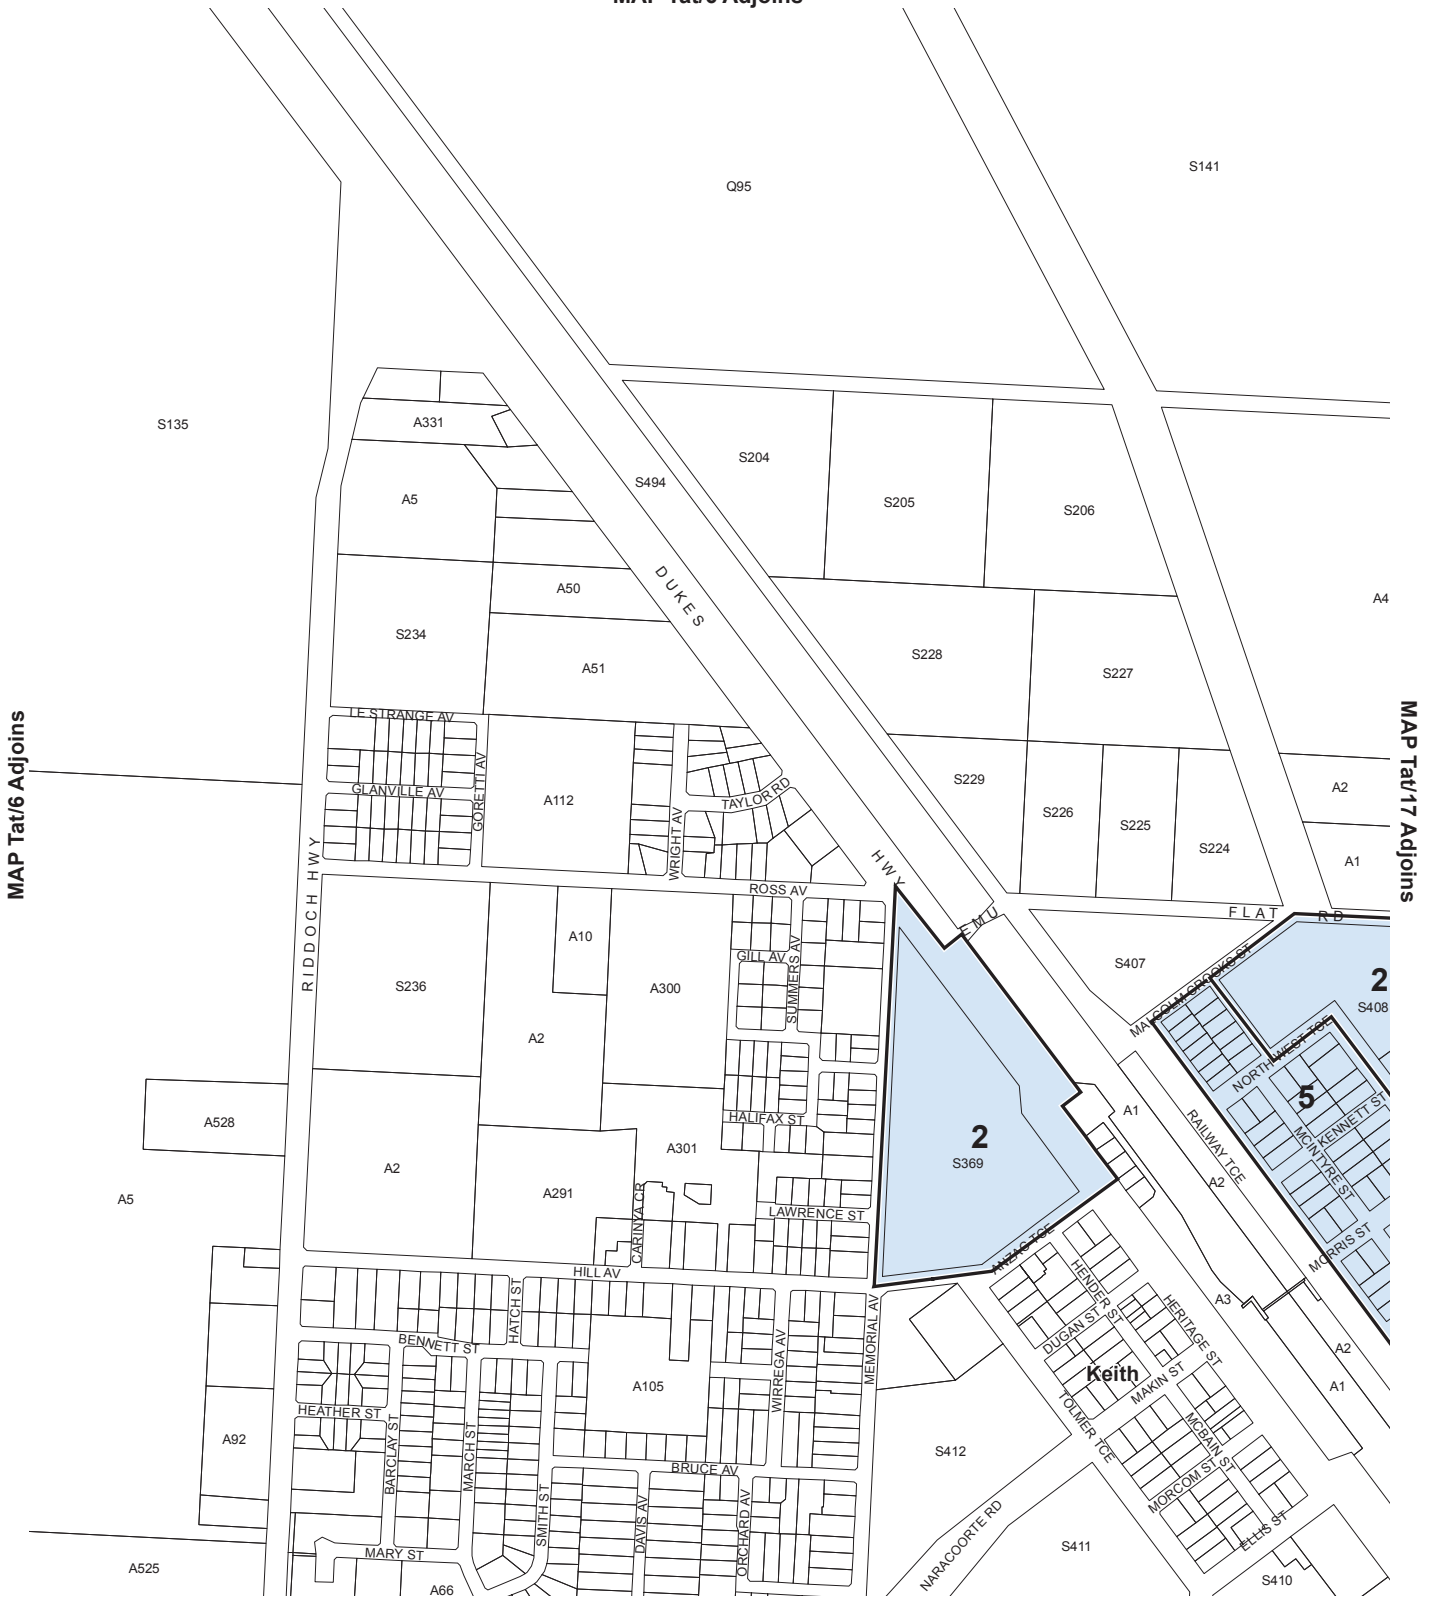 Q95
S141
S135
A331
S204
S494
A5
S205
S206
DUKES
A50
A4
S234
S228
A51
S227
MAP Tat/6 Adjoins
MAP Tat/17 Adjoins
LE STRANGE AV
GORETTI AV
GLANVILLE AV
A112
WRIGHT AV
TAYLOR RD
S229
A2
S226
S225
S224
A1
HWY
RIDDOCH HWY
ROSS AV
EMU
FLAT RD
A10
GILL AV
SUMMERS AV
S407
MALCOLM CROOKS ST
2
S408
S236
A300
A2
NORTH WEST TCE
5
KENNETT ST
A528
HALIFAX ST
A1
RAILWAY TCE
MCINTYRE ST
2
S369
A301
A2
A291
A5
A2
CARINYA CR
LAWRENCE ST
ANZAC TCE
MORRIS ST
HILL AV
HENDER ST
HATCH ST
MEMORIAL AV
A3
HERITAGE ST
DUGAN ST
BENNETT ST
WIRREGA AV
A2
Keith
MAKIN ST
A105
A1
HEATHER ST
TOLMER TCE
MCBAIN ST
A92
BARCLAY ST
MARCH ST
S412
BRUCE AV
MORCOM ST
SMITH ST
DAVIS AV
ORCHARD AV
NARACOORTE RD
ELLIS ST
MARY ST
S411
A525
A66
S410